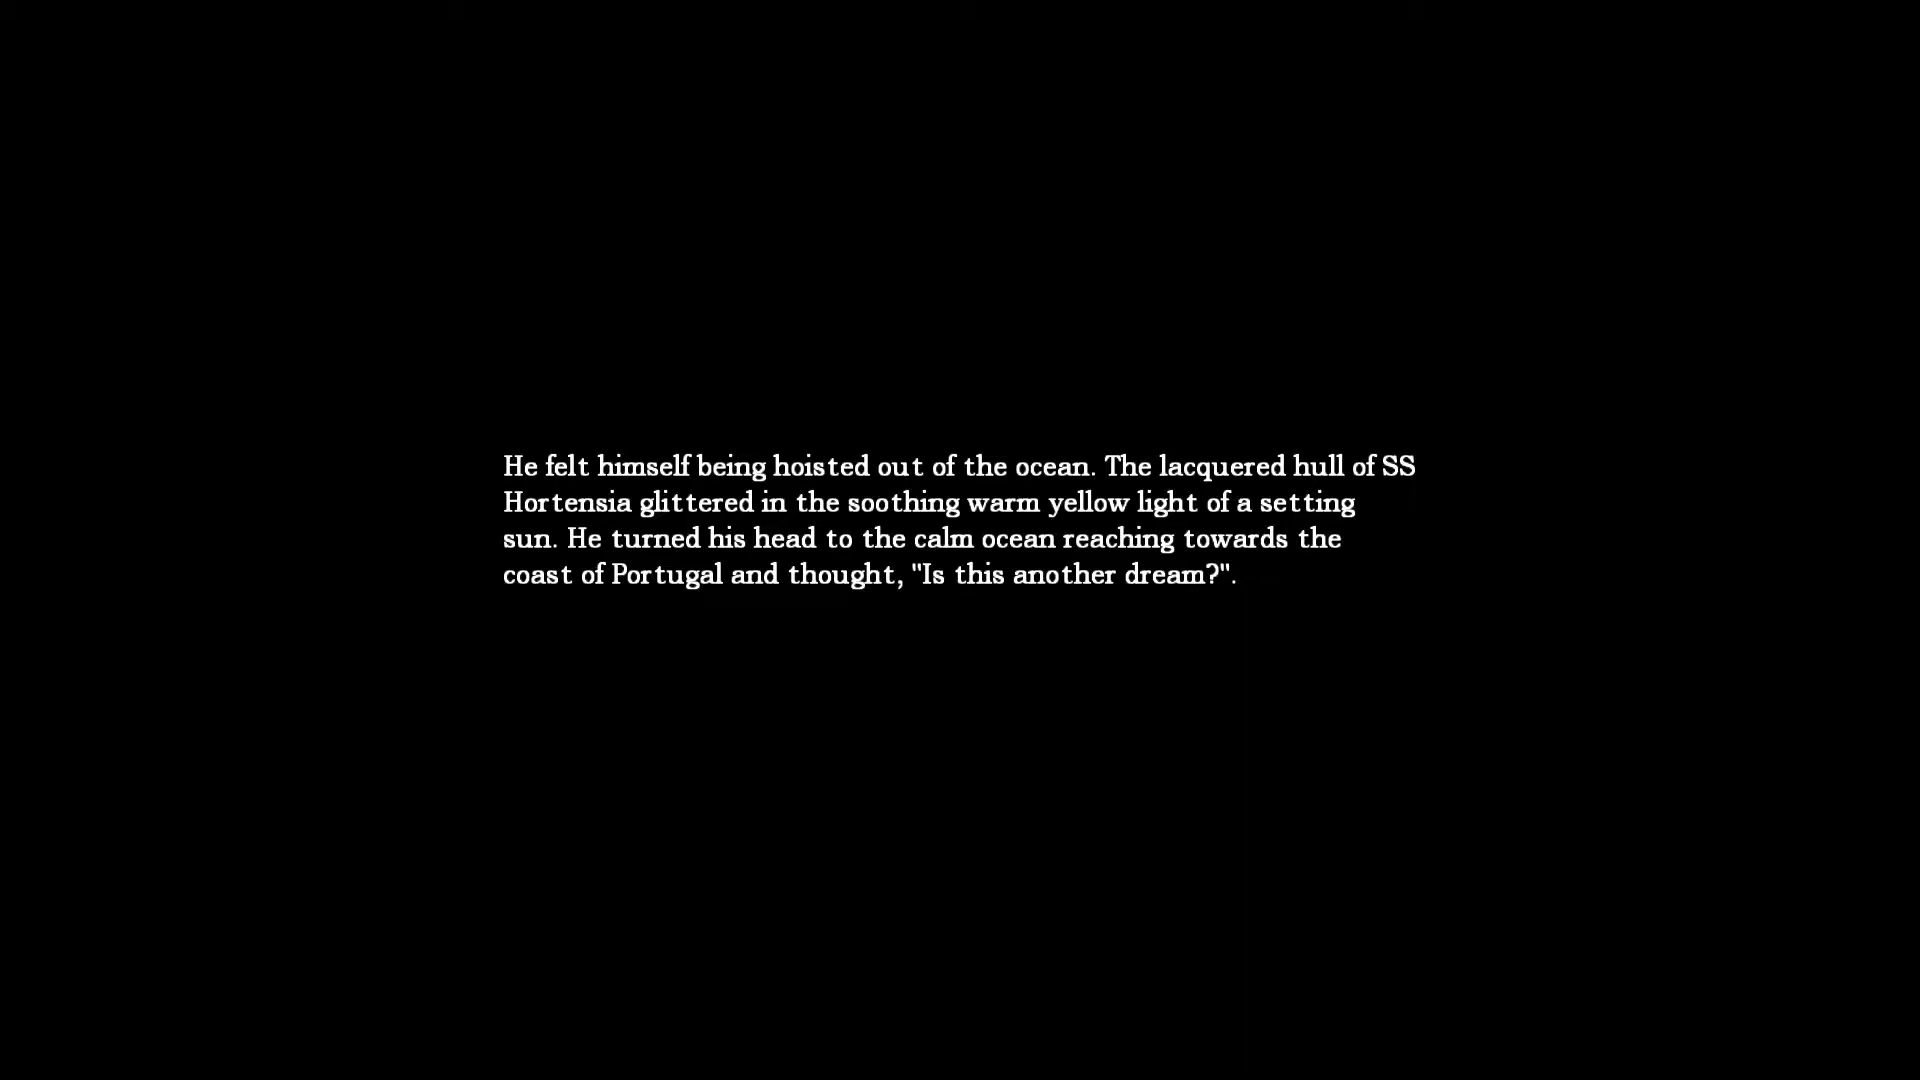 He felt himself being hoisted out of the ocean. The lacquered hull of SS
Hortensia glittered in the soothing warm yellow light of a setting
sun. He turned his head to the calm ocean reaching towards the
coast of Portugal and thought, "Is this another dream?".